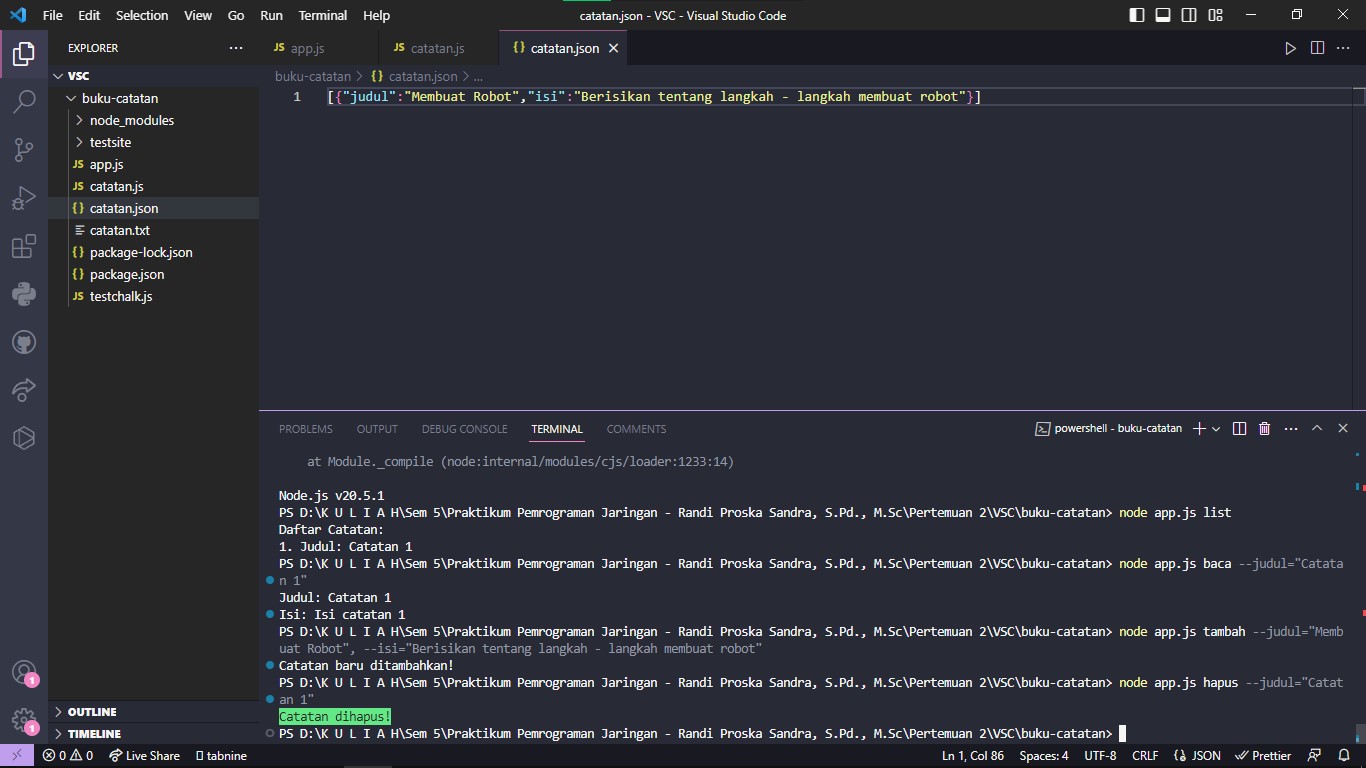 File Edit Selection View Go Run Terminal Help
catatan.json - VSC - Visual Studio Code
EXPLORER
VSC
buku-catatan
node_modules
testsite
JS app.js
JS catatan.js
{} catatan.json
catatan.txt
{} package-lock.json
{} package.json
JS testchalk.js
OUTLINE
TIMELINE
JS app.js
JS catatan.js
{} catatan.json
buku-catatan > {} catatan.json > ...
1 [{"judul":"Membuat Robot","isi":"Berisikan tentang langkah - langkah membuat robot"}]
PROBLEMS OUTPUT DEBUG CONSOLE TERMINAL COMMENTS
powershell - buku-catatan
at Module._compile (node:internal/modules/cjs/loader:1233:14)
Node.js v20.5.1
PS D:\K U L I A H\Sem 5\Praktikum Pemrograman Jaringan - Randi Proska Sandra, S.Pd., M.Sc\Pertemuan 2\VSC\buku-catatan> node app.js list
Daftar Catatan:
1. Judul: Catatan 1
PS D:\K U L I A H\Sem 5\Praktikum Pemrograman Jaringan - Randi Proska Sandra, S.Pd., M.Sc\Pertemuan 2\VSC\buku-catatan> node app.js baca --judul="Catata
n 1"
Judul: Catatan 1
Isi: Isi catatan 1
PS D:\K U L I A H\Sem 5\Praktikum Pemrograman Jaringan - Randi Proska Sandra, S.Pd., M.Sc\Pertemuan 2\VSC\buku-catatan> node app.js tambah --judul="Memb
uat Robot", --isi="Berisikan tentang langkah - langkah membuat robot"
Catatan baru ditambahkan!
PS D:\K U L I A H\Sem 5\Praktikum Pemrograman Jaringan - Randi Proska Sandra, S.Pd., M.Sc\Pertemuan 2\VSC\buku-catatan> node app.js hapus --judul="Catat
an 1"
Catatan dihapus!
PS D:\K U L I A H\Sem 5\Praktikum Pemrograman Jaringan - Randi Proska Sandra, S.Pd., M.Sc\Pertemuan 2\VSC\buku-catatan>
1
1
0 0 Live Share tabnine
Ln 1, Col 86 Spaces: 4 UTF-8 CRLF {} JSON Prettier